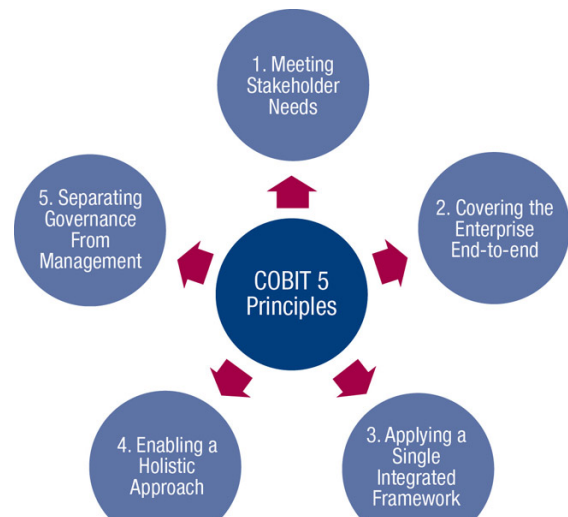 1. Meeting
Stakeholder
Needs
2. Covering the
Enterprise
End-to-end
3. Applying a
Single
Integrated
Framework
4. Enabling a
Holistic
Approach
5. Separating
Governance
From
Management
COBIT 5
Principles